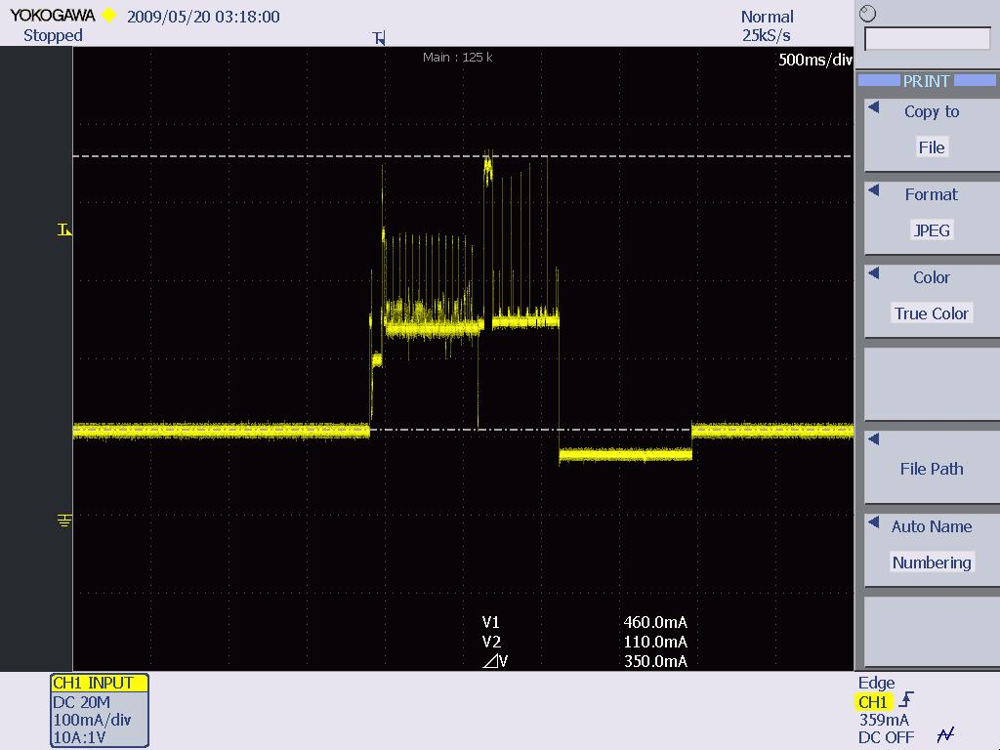 YOKOGAWA 2009/05/20 03:18:00
Stopped
Normal
25kS/s
Main : 125 k
500ms/div
PRINT
Copy to
File
Format
JPEG
Color
True Color
File Path
Auto Name
Numbering
V1 460.0mA
V2 110.0mA
⊿V 350.0mA
CH1 INPUT
DC 20M
100mA/div
10A:1V
Edge
CH1
359mA
DC OFF